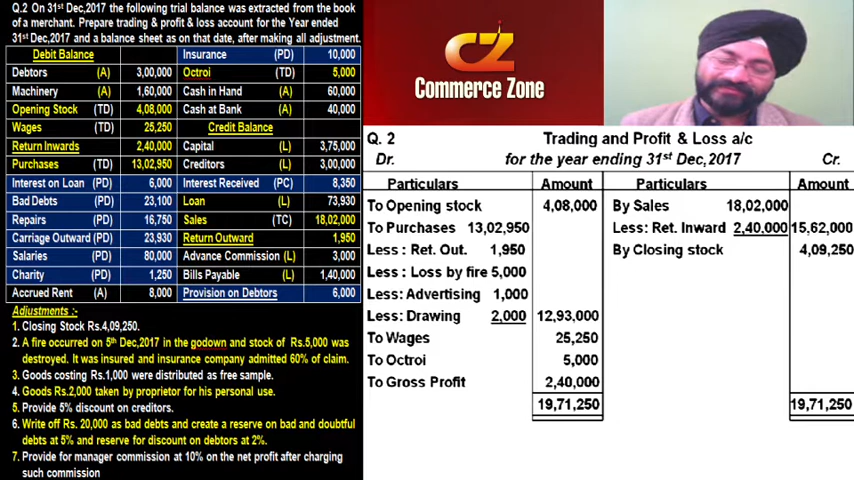 Q.2 On 31st Dec,2017 the following trial balance was extracted from the book
of a merchant. Prepare trading & profit & loss account for the Year ended
31st Dec,2017 and a balance sheet as on that date, after making all adjustment.
Debit Balance Insurance (PD) 10,000
Debtors (A) 3,00,000 Octroi (TD) 5,000
Machinery (A) 1,60,000 Cash in Hand (A) 60,000
Opening Stock (TD) 4,08,000 Cash at Bank (A) 40,000
Wages (TD) 25,250 Credit Balance
Return Inwards 2,40,000 Capital (L) 3,75,000
Purchases (TD) 13,02,950 Creditors (L) 3,00,000
Interest on Loan (PD) 6,000 Interest Received (PC) 8,350
Bad Debts (PD) 23,100 Loan (L) 73,930
Repairs (PD) 16,750 Sales (TC) 18,02,000
Carriage Outward (PD) 23,930 Return Outward 1,950
Salaries (PD) 80,000 Advance Commission (L) 3,000
Charity (PD) 1,250 Bills Payable (L) 1,40,000
Accrued Rent (A) 8,000 Provision on Debtors 6,000
Adjustments :-
1. Closing Stock Rs.4,09,250.
2. A fire occurred on 5th Dec,2017 in the godown and stock of Rs.5,000 was
destroyed. It was insured and insurance company admitted 60% of claim.
3. Goods costing Rs.1,000 were distributed as free sample.
4. Goods Rs.2,000 taken by proprietor for his personal use.
5. Provide 5% discount on creditors.
6. Write off Rs. 20,000 as bad debts and create a reserve on bad and doubtful
debts at 5% and reserve for discount on debtors at 2%.
7. Provide for manager commission at 10% on the net profit after charging
such commission
CZ
Commerce Zone
Q. 2 Trading and Profit & Loss a/c
Dr. for the year ending 31st Dec,2017 Cr.
Particulars Amount Particulars Amount
To Opening stock 4,08,000 By Sales 18,02,000
To Purchases 13,02,950 Less: Ret. Inward 2,40,000 15,62,000
Less : Ret. Out. 1,950 By Closing stock 4,09,250
Less : Loss by fire 5,000
Less: Advertising 1,000
Less: Drawing 2,000 12,93,000
To Wages 25,250
To Octroi 5,000
To Gross Profit 2,40,000
19,71,250 19,71,250